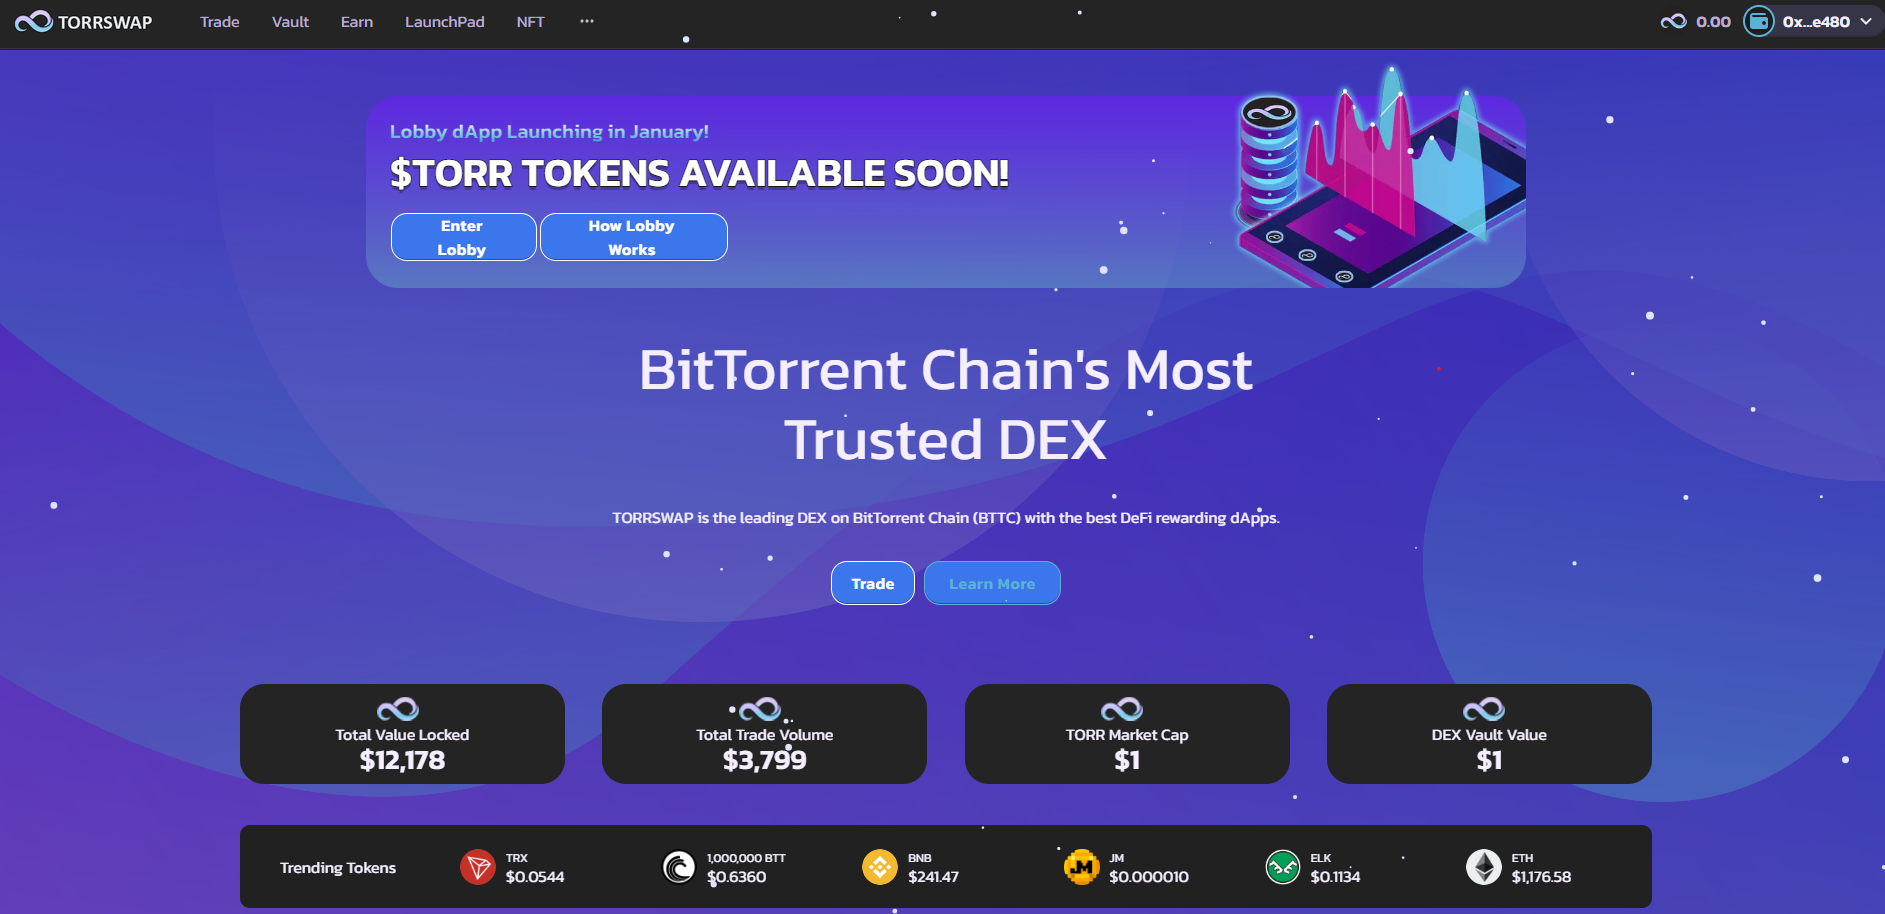 TORRSWAP
Trade
Vault
Earn
LaunchPad
NFT
...
0.00
0x...e480
Lobby dApp Launching in January!
$TORR TOKENS AVAILABLE SOON!
Enter
Lobby
How Lobby
Works
BitTorrent Chain's Most
Trusted DEX
TORRSWAP is the leading DEX on BitTorrent Chain (BTTC) with the best DeFi rewarding dApps.
Trade
Learn More
Total Value Locked
$12,178
Total Trade Volume
$3,799
TORR Market Cap
$1
DEX Vault Value
$1
Trending Tokens
TRX
$0.0544
1,000,000 BTT
$0.6360
BNB
$241.47
JM
JM
$0.000010
ELK
$0.1134
ETH
$1,176.58